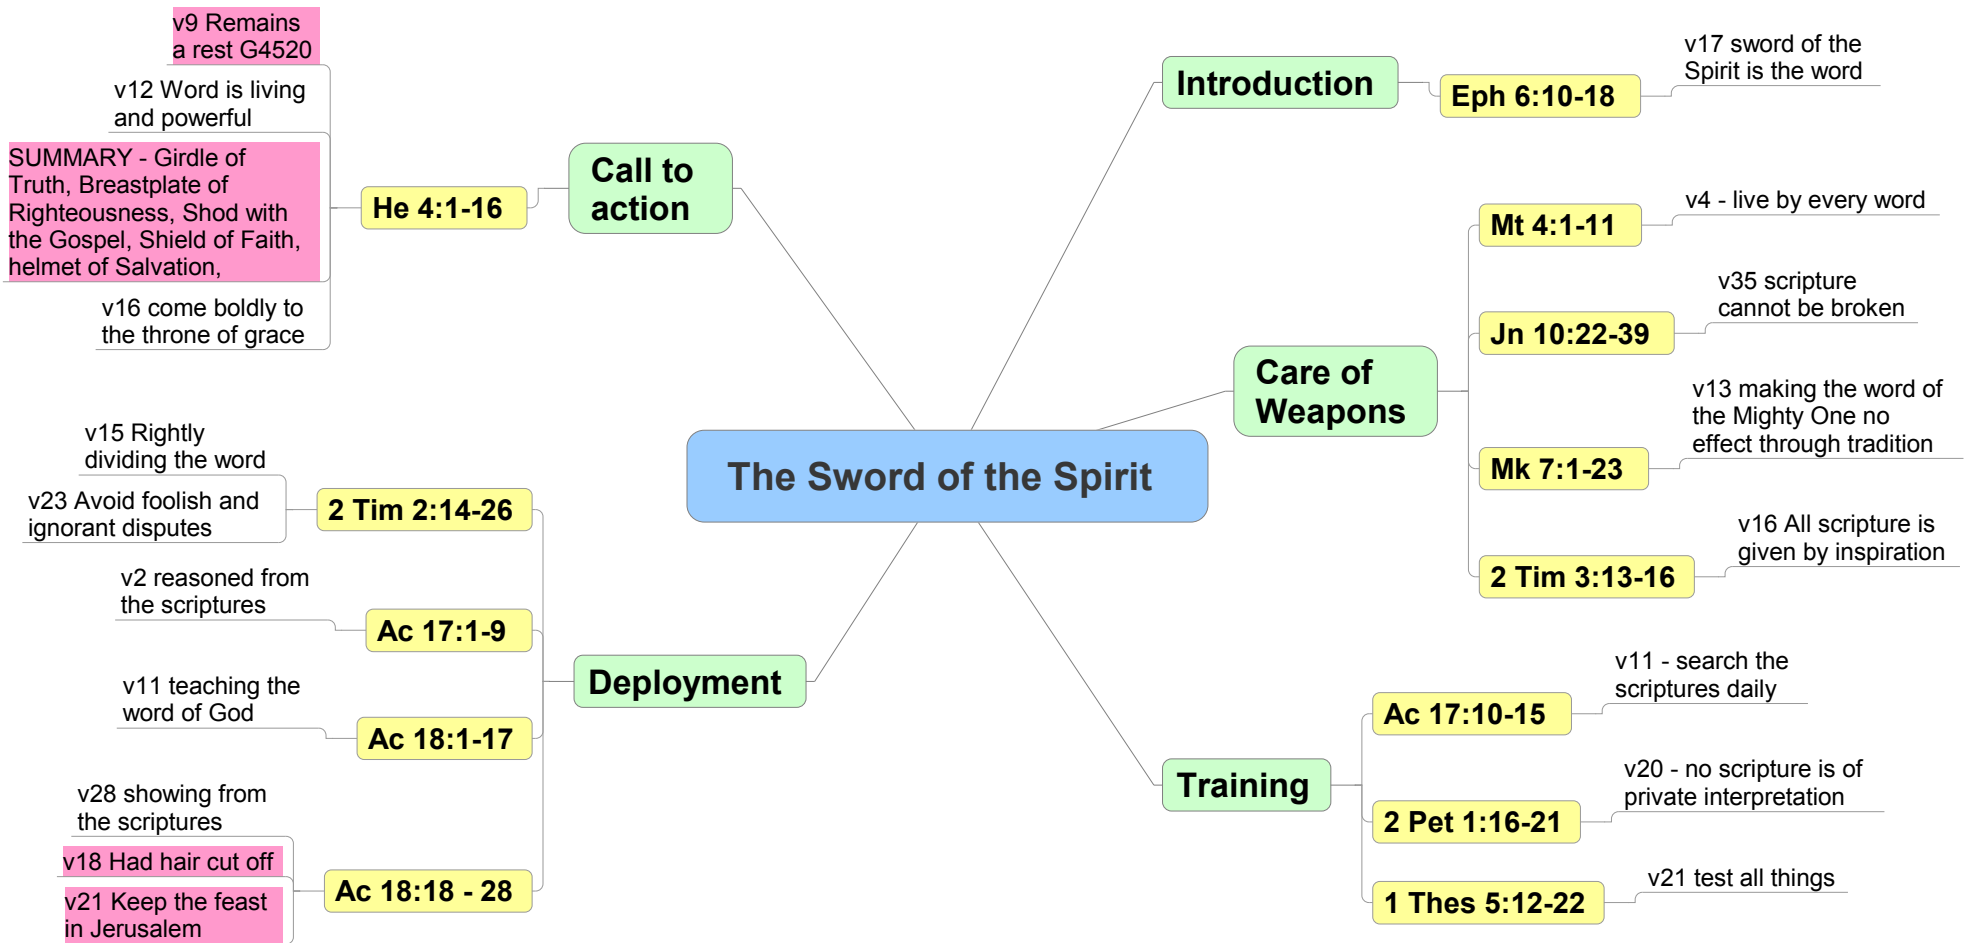 The Sword of the Spirit
Introduction
Eph 6:10-18
v17 sword of the
Spirit is the word
Care of
Weapons
Mt 4:1-11
v4 - live by every word
Jn 10:22-39
v35 scripture
cannot be broken
Mk 7:1-23
v13 making the word of
the Mighty One no
effect through tradition
2 Tim 3:13-16
v16 All scripture is
given by inspiration
Training
Ac 17:10-15
v11 - search the
scriptures daily
2 Pet 1:16-21
v20 - no scripture is of
private interpretation
1 Thes 5:12-22
v21 test all things
Deployment
2 Tim 2:14-26
v15 Rightly
dividing the word
v23 Avoid foolish and
ignorant disputes
Ac 17:1-9
v2 reasoned from
the scriptures
Ac 18:1-17
v11 teaching the
word of God
Ac 18:18 - 28
v28 showing from
the scriptures
v18 Had hair cut off
v21 Keep the feast
in Jerusalem
Call to
action
He 4:1-16
v9 Remains
a rest G4520
v12 Word is living
and powerful
SUMMARY - Girdle of
Truth, Breastplate of
Righteousness, Shod with
the Gospel, Shield of Faith,
helmet of Salvation,
v16 come boldly to
the throne of grace